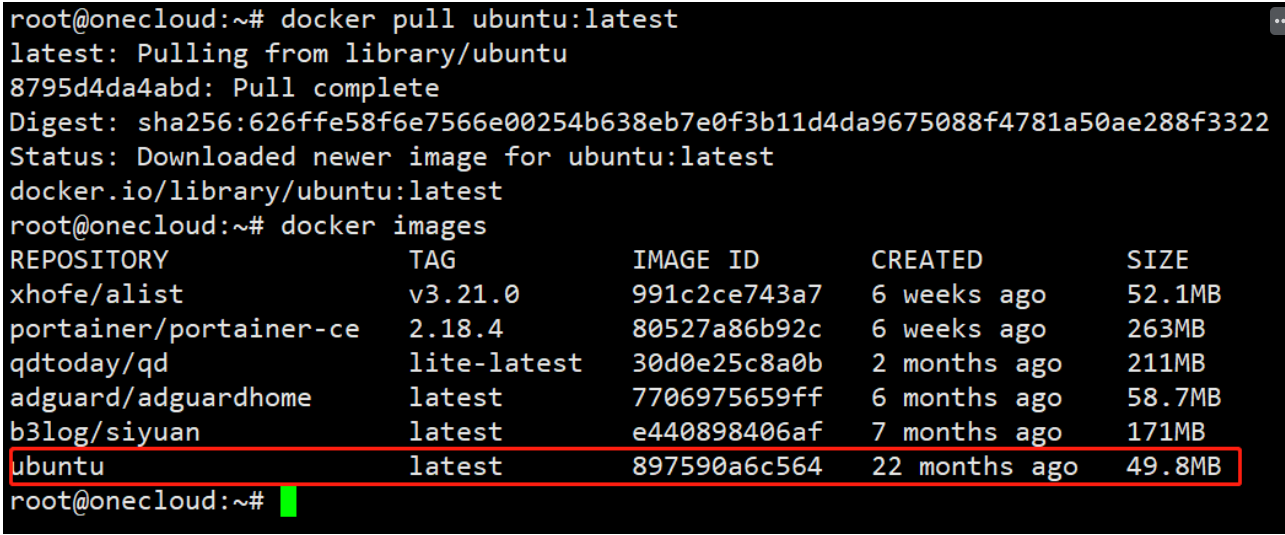 root@onecloud:~# docker pull ubuntu:latest
latest: Pulling from library/ubuntu
8795d4da4abd: Pull complete
Digest: sha256:626ffe58f6e7566e00254b638eb7e0f3b11d4da9675088f4781a50ae288f3322
Status: Downloaded newer image for ubuntu:latest
docker.io/library/ubuntu:latest
root@onecloud:~# docker images
REPOSITORY TAG IMAGE ID CREATED SIZE
xhofe/alist v3.21.0 991c2ce743a7 6 weeks ago 52.1MB
portainer/portainer-ce 2.18.4 80527a86b92c 6 weeks ago 263MB
qdtoday/qd lite-latest 30d0e25c8a0b 2 months ago 211MB
adguard/adguardhome latest 7706975659ff 6 months ago 58.7MB
b3log/siyuan latest e440898406af 7 months ago 171MB
ubuntu latest 897590a6c564 22 months ago 49.8MB
root@onecloud:~#